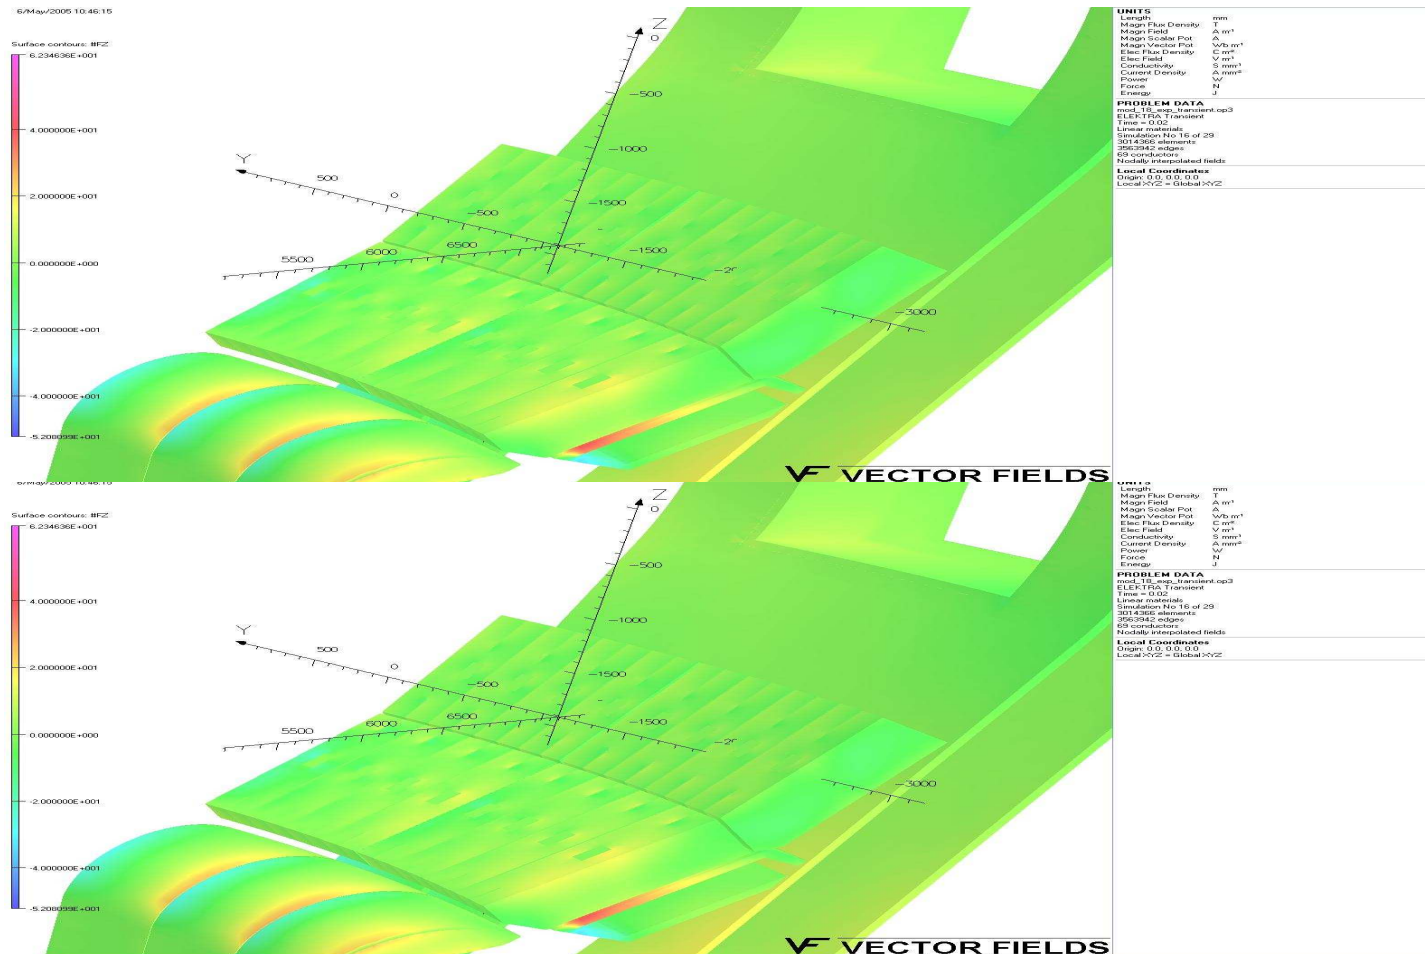 6/May/2005 10:46:15
Surface contours: #FZ
6.234636E+001
4.000000E+001
2.000000E+001
0.000000E+000
-2.000000E+001
-4.000000E+001
-5.208099E+001
Z
0
-500
-1000
-1500
Y
500
0
-500
-1500
5500
6000
6500
-3000
VECTOR FIELDS
UNITS
Length mm
Magn Flux Density T
Magn Field A m⁻¹
Magn Scalar Pot A
Magn Vector Pot Wb m⁻¹
Elec Flux Density C m⁻²
Elec Field V m⁻¹
Conductivity S mm⁻¹
Current Density A mm⁻²
Power W
Force N
Energy J
PROBLEM DATA
mod_18_exp_transient.op3
ELEKTRA Transient
Time = 0.02
Linear materials
Simulation No 16 of 29
3014366 elements
3563942 edges
69 conductors
Nodally interpolated fields
Local Coordinates
Origin: 0.0, 0.0, 0.0
Local XYZ = Global XYZ
6/May/2005 10:46:15
Surface contours: #FZ
6.234636E+001
4.000000E+001
2.000000E+001
0.000000E+000
-2.000000E+001
-4.000000E+001
-5.208099E+001
Z
0
-500
-1000
-1500
Y
500
0
-500
-1500
5500
6000
6500
-3000
VECTOR FIELDS
UNITS
Length mm
Magn Flux Density T
Magn Field A m⁻¹
Magn Scalar Pot A
Magn Vector Pot Wb m⁻¹
Elec Flux Density C m⁻²
Elec Field V m⁻¹
Conductivity S mm⁻¹
Current Density A mm⁻²
Power W
Force N
Energy J
PROBLEM DATA
mod_18_exp_transient.op3
ELEKTRA Transient
Time = 0.02
Linear materials
Simulation No 16 of 29
3014366 elements
3563942 edges
69 conductors
Nodally interpolated fields
Local Coordinates
Origin: 0.0, 0.0, 0.0
Local XYZ = Global XYZ